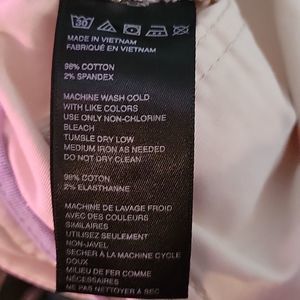 30
MADE IN VIETNAM
FABRIQUÉ EN VIETNAM
98% COTTON
2% SPANDEX
MACHINE WASH COLD
WITH LIKE COLORS
USE ONLY NON-CHLORINE
BLEACH
TUMBLE DRY LOW
MEDIUM IRON AS NEEDED
DO NOT DRY CLEAN
98% COTON
2% ELASTHANNE
MACHINE DE LAVAGE FROID
AVEC DES COULEURS
SIMILAIRES
UTILISEZ SEULEMENT
NON-JAVEL
SÉCHER À LA MACHINE CYCLE
DOUX
MILIEU DE FER COMME
NÉCESSAIRE
NE PAS NETTOYER À SEC